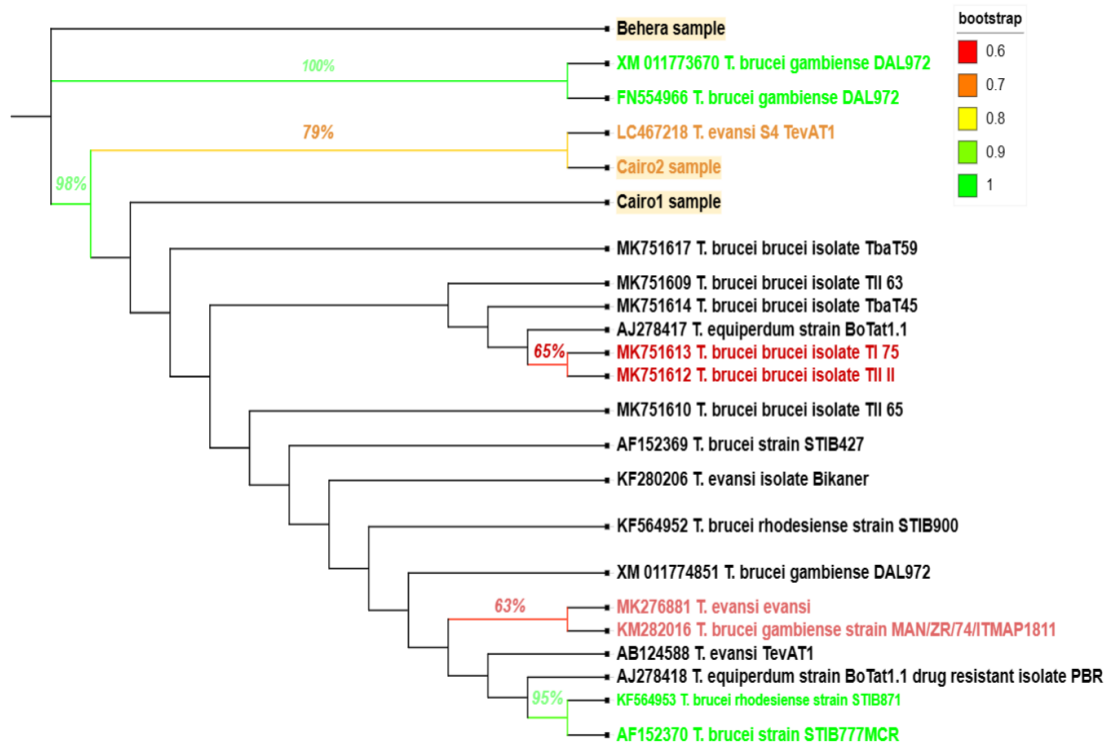 bootstrap
0.6
0.7
0.8
0.9
1
Behera sample
100%
XM 011773670 T. brucei gambiense DAL972
FN554966 T. brucei gambiense DAL972
79%
LC467218 T. evansi S4 TevAT1
Cairo2 sample
98%
Cairo1 sample
MK751617 T. brucei brucei isolate TbaT59
MK751609 T. brucei brucei isolate TII 63
MK751614 T. brucei brucei isolate TbaT45
AJ278417 T. equiperdum strain BoTat1.1
65%
MK751613 T. brucei brucei isolate TI 75
MK751612 T. brucei brucei isolate TII II
MK751610 T. brucei brucei isolate TII 65
AF152369 T. brucei strain STIB427
KF280206 T. evansi isolate Bikaner
KF564952 T. brucei rhodesiense strain STIB900
XM 011774851 T. brucei gambiense DAL972
63%
MK276881 T. evansi evansi
KM282016 T. brucei gambiense strain MAN/ZR/74/ITMAP1811
AB124588 T. evansi TevAT1
AJ278418 T. equiperdum strain BoTat1.1 drug resistant isolate PBR
95%
KF564953 T. brucei rhodesiense strain STIB871
AF152370 T. brucei strain STIB777MCR